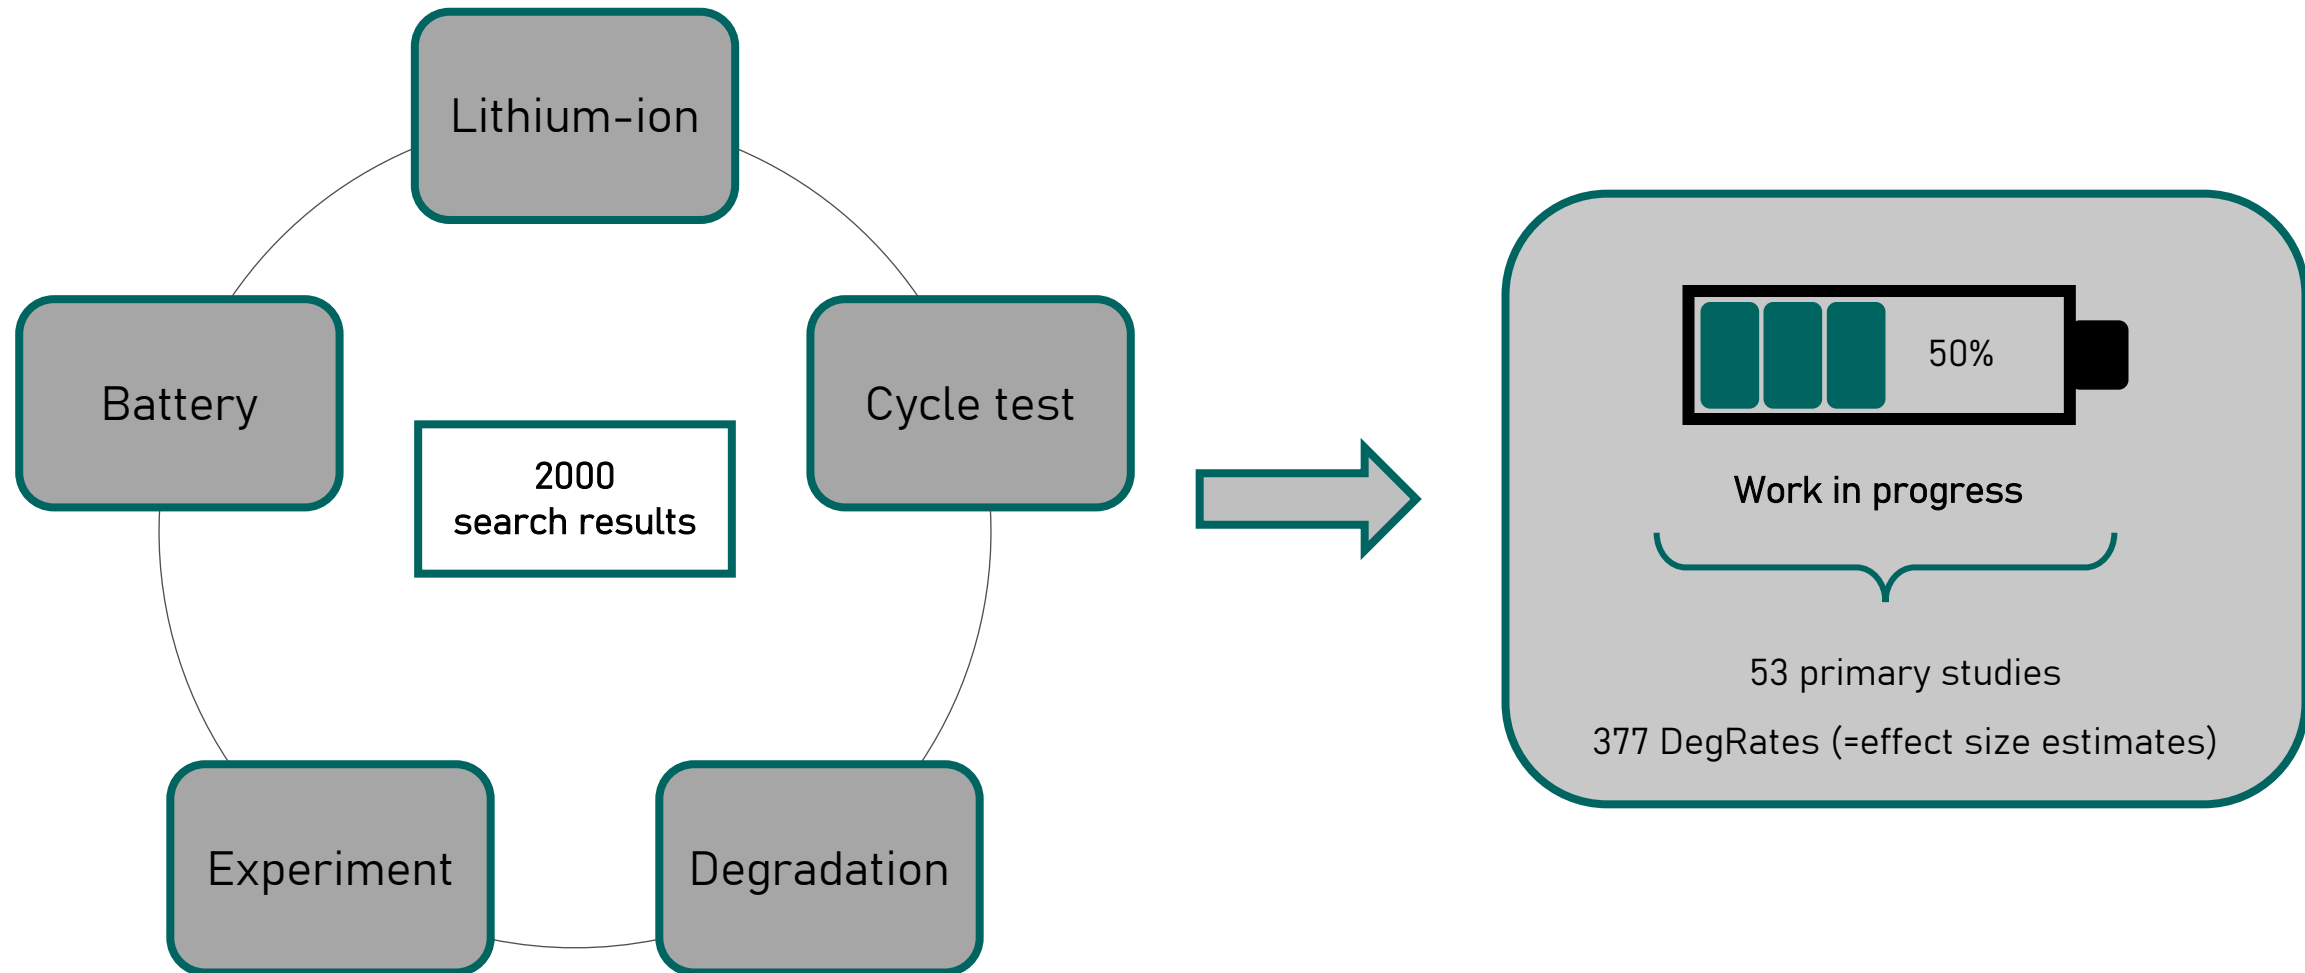 Lithium-ion
Battery
Cycle test
2000
search results
Experiment
Degradation
50%
Work in progress
53 primary studies
377 DegRates (=effect size estimates)